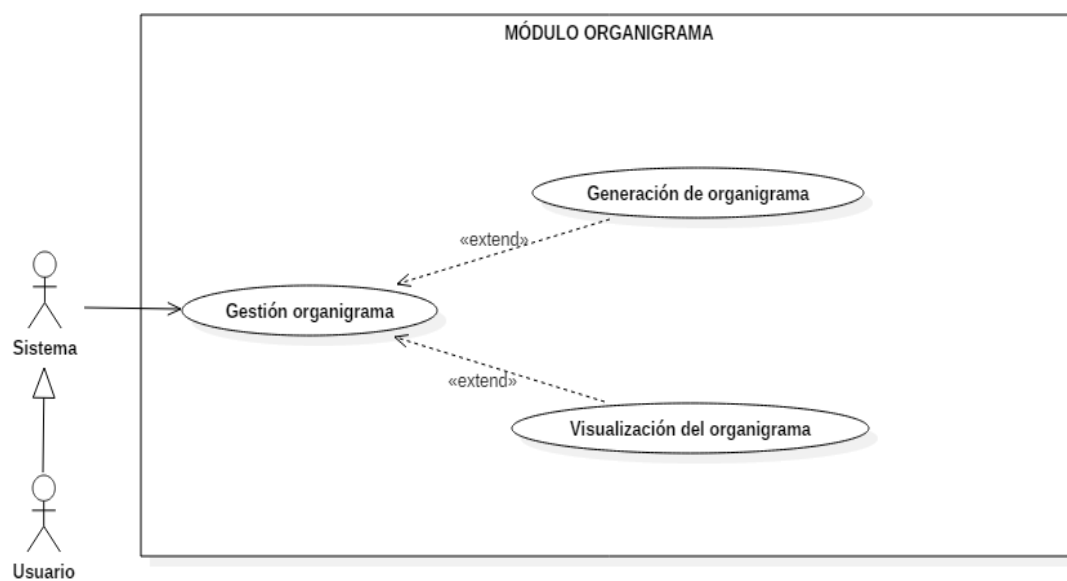 MÓDULO ORGANIGRAMA
Generación de organigrama
«extend»
Gestión organigrama
Sistema
«extend»
Visualización del organigrama
Usuario